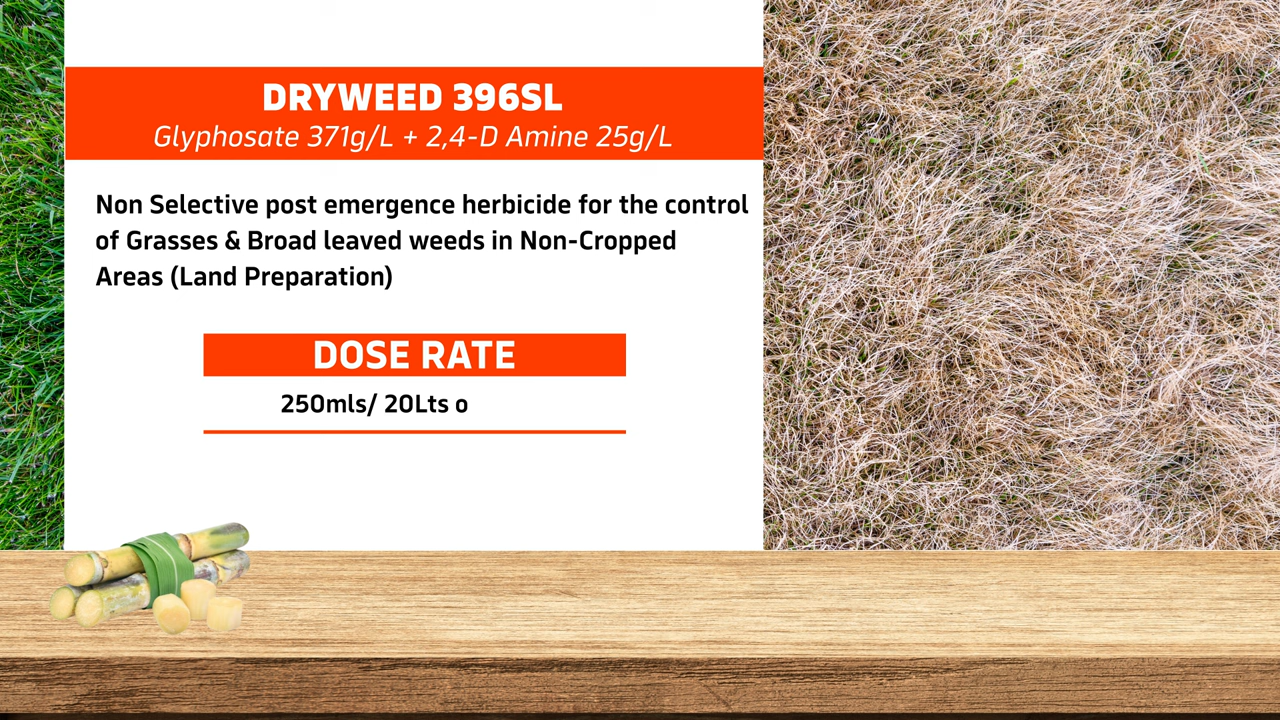 DRYWEED 396SL
Glyphosate 371g/L + 2,4-D Amine 25g/L
Non Selective post emergence herbicide for the control
of Grasses & Broad leaved weeds in Non-Cropped
Areas (Land Preparation)
DOSE RATE
250mls/ 20Lts o